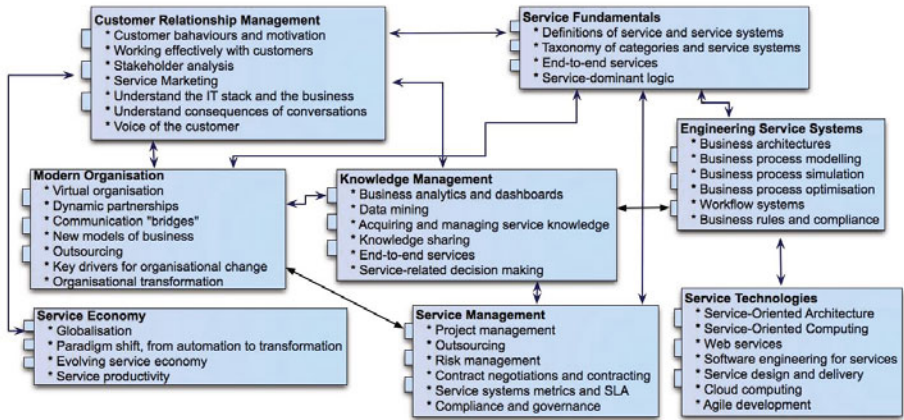 Customer Relationship Management
* Customer bahaviours and motivation
* Working effectively with customers
* Stakeholder analysis
* Service Marketing
* Understand the IT stack and the business
* Understand consequences of conversations
* Voice of the customer
Service Fundamentals
* Definitions of service and service systems
* Taxonomy of categories and service systems
* End-to-end services
* Service-dominant logic
Engineering Service Systems
* Business architectures
* Business process modelling
* Business process simulation
* Business process optimisation
* Workflow systems
* Business rules and compliance
Modern Organisation
* Virtual organisation
* Dynamic partnerships
* Communication "bridges"
* New models of business
* Outsourcing
* Key drivers for organisational change
* Organisational transformation
Knowledge Management
* Business analytics and dashboards
* Data mining
* Acquiring and managing service knowledge
* Knowledge sharing
* End-to-end services
* Service-related decision making
Service Economy
* Globalisation
* Paradigm shift, from automation to transformation
* Evolving service economy
* Service productivity
Service Management
* Project management
* Outsourcing
* Risk management
* Contract negotiations and contracting
* Service systems metrics and SLA
* Compliance and governance
Service Technologies
* Service-Oriented Architecture
* Service-Oriented Computing
* Web services
* Software engineering for services
* Service design and delivery
* Cloud computing
* Agile development